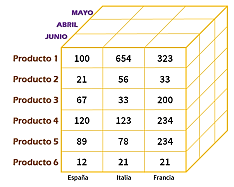 MAYO
ABRIL
JUNIO
Producto 1 100 654 323
Producto 2 21 56 33
Producto 3 67 33 200
Producto 4 120 123 234
Producto 5 89 78 234
Producto 6 12 21 21
España Italia Francia